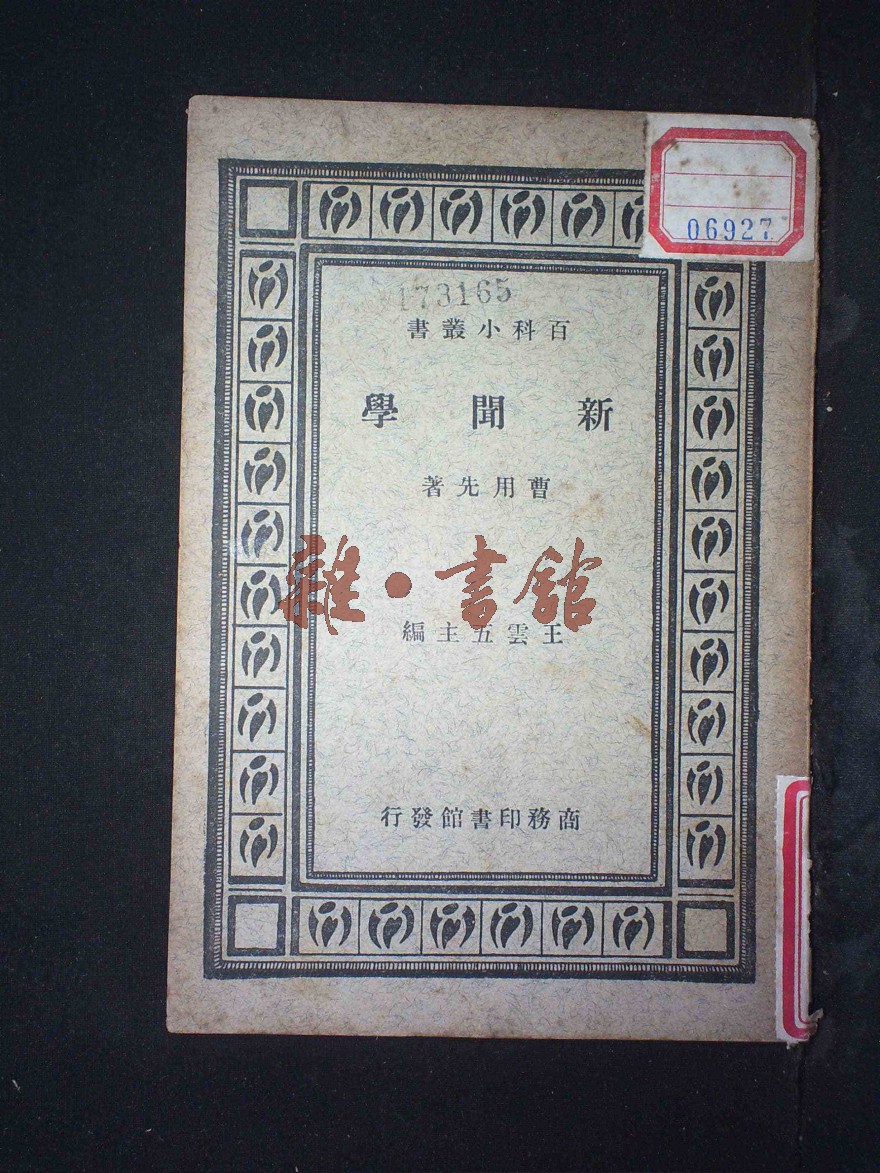 06927
173165
百科小叢書
新聞學
曹用先著
雜·書館
王雲五主編
商務印書館發行